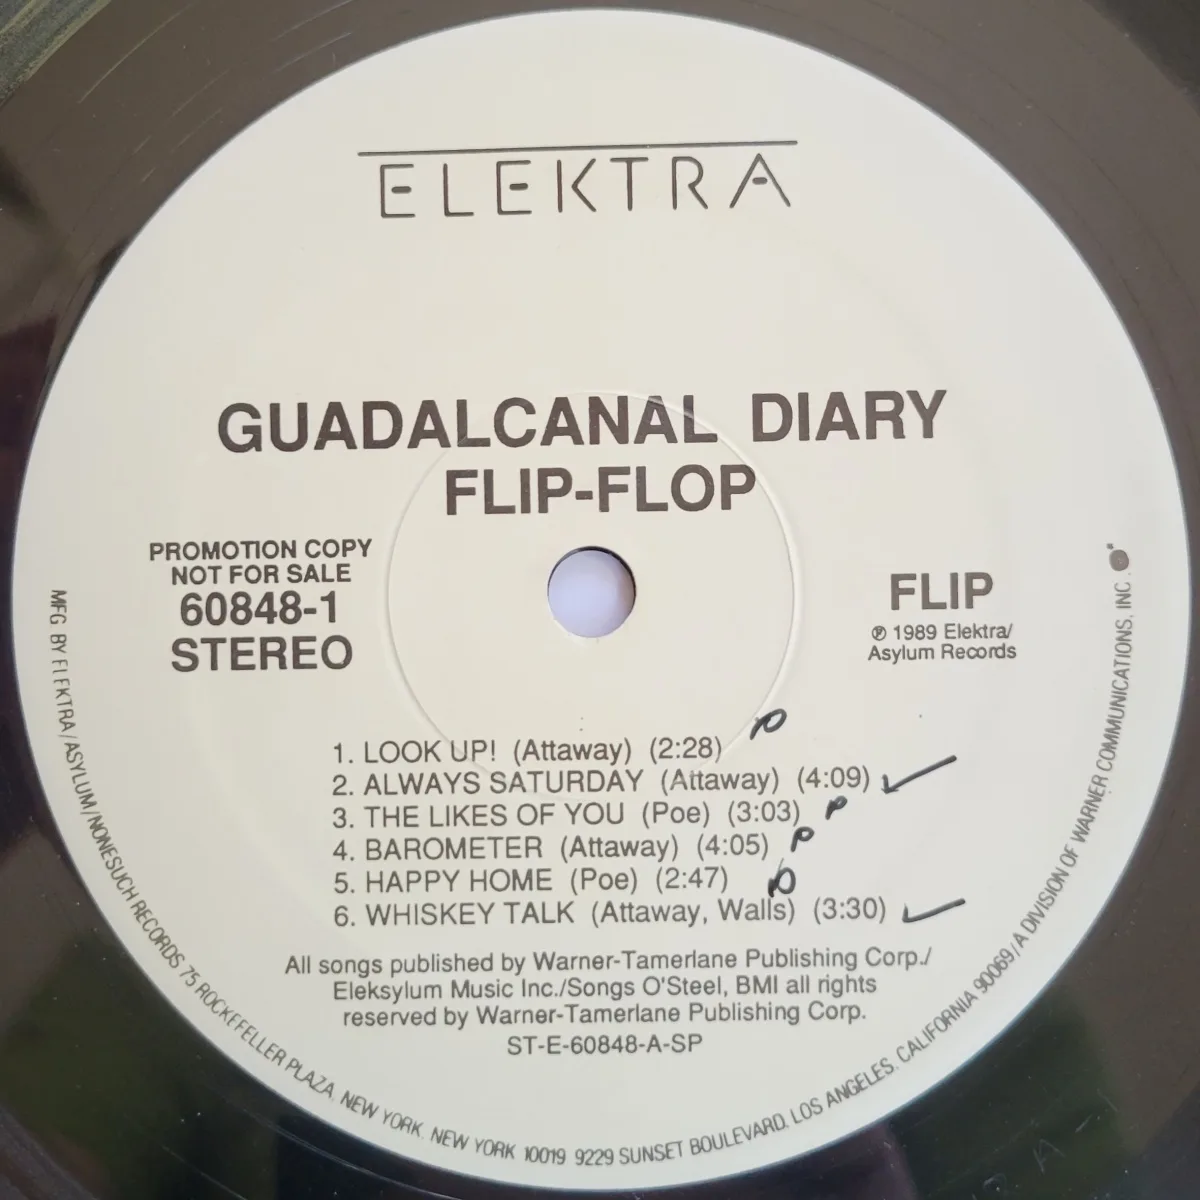 ELEKTRA
GUADALCANAL DIARY
FLIP-FLOP
PROMOTION COPY
NOT FOR SALE
60848-1
STEREO
FLIP
℗ 1989 Elektra/
Asylum Records
1. LOOK UP! (Attaway) (2:28) p
2. ALWAYS SATURDAY (Attaway) (4:09) ✓
3. THE LIKES OF YOU (Poe) (3:03) p
4. BAROMETER (Attaway) (4:05) p
5. HAPPY HOME (Poe) (2:47) p
6. WHISKEY TALK (Attaway, Walls) (3:30) ✓
All songs published by Warner-Tamerlane Publishing Corp./
Eleksylum Music Inc./Songs O'Steel, BMI all rights
reserved by Warner-Tamerlane Publishing Corp.
ST-E-60848-A-SP
MFG. BY ELEKTRA/ASYLUM/NONESUCH RECORDS 75 ROCKEFELLER PLAZA, NEW YORK, NEW YORK 10019 9229 SUNSET BOULEVARD, LOS ANGELES, CALIFORNIA 90069/A DIVISION OF WARNER COMMUNICATIONS, INC.